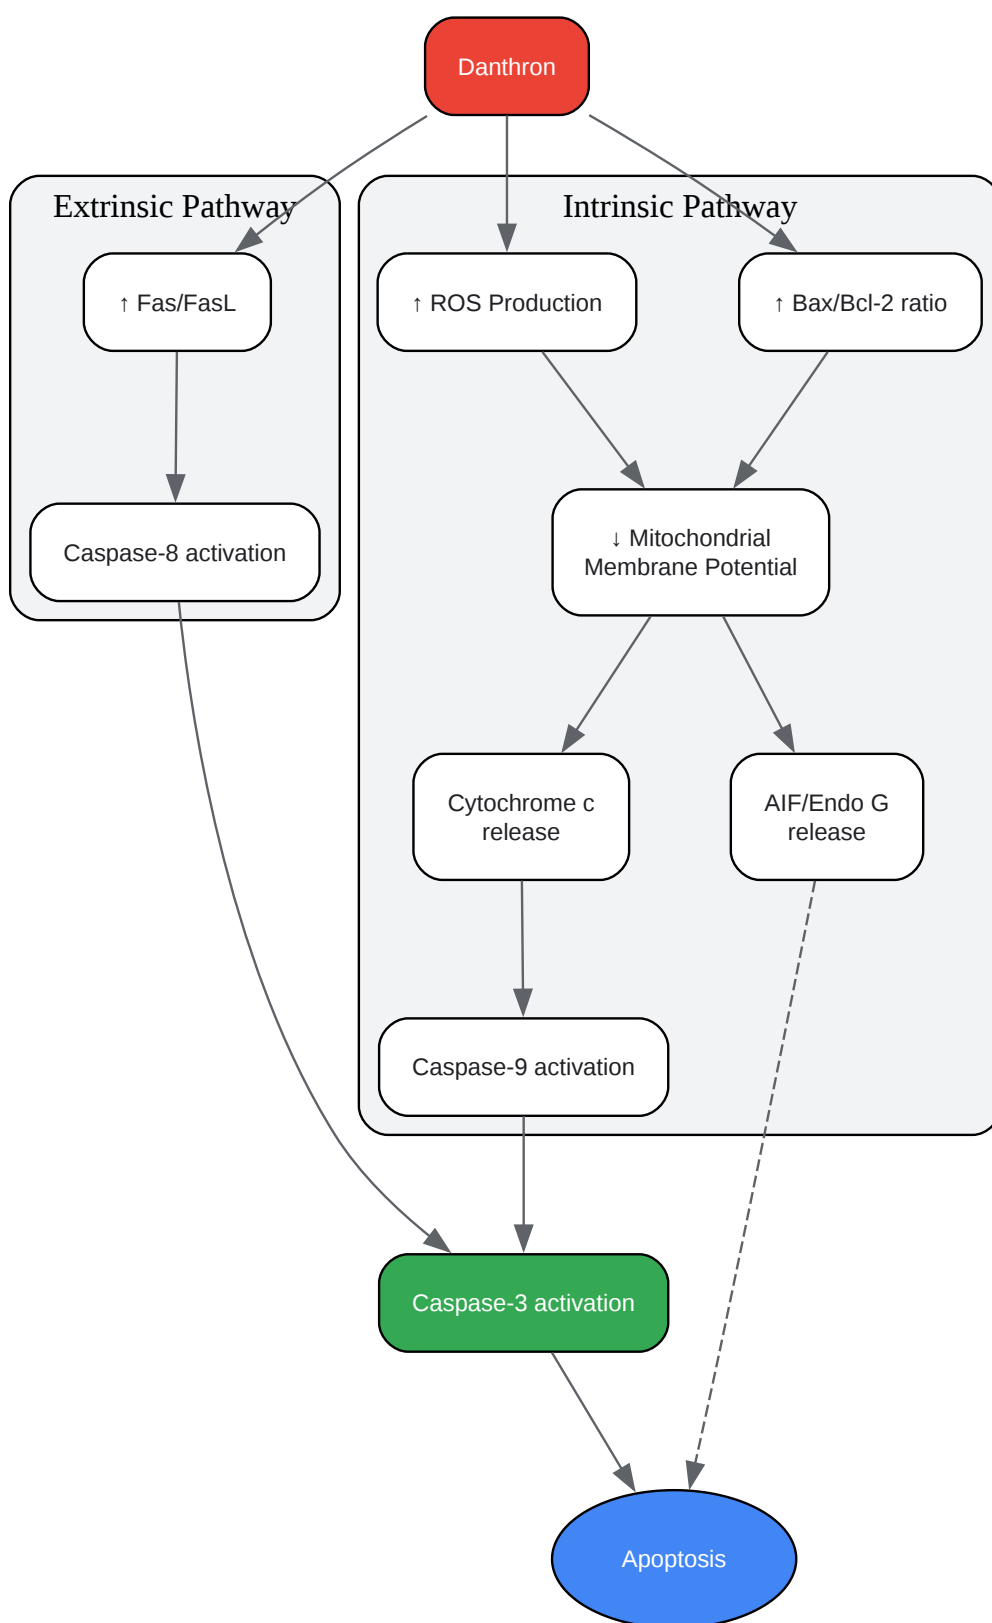 Danthron
Extrinsic Pathway
Intrinsic Pathway
↑ Fas/FasL
↑ ROS Production
↑ Bax/Bcl-2 ratio
Caspase-8 activation
↓ Mitochondrial
Membrane Potential
Cytochrome c
release
AIF/Endo G
release
Caspase-9 activation
Caspase-3 activation
Apoptosis